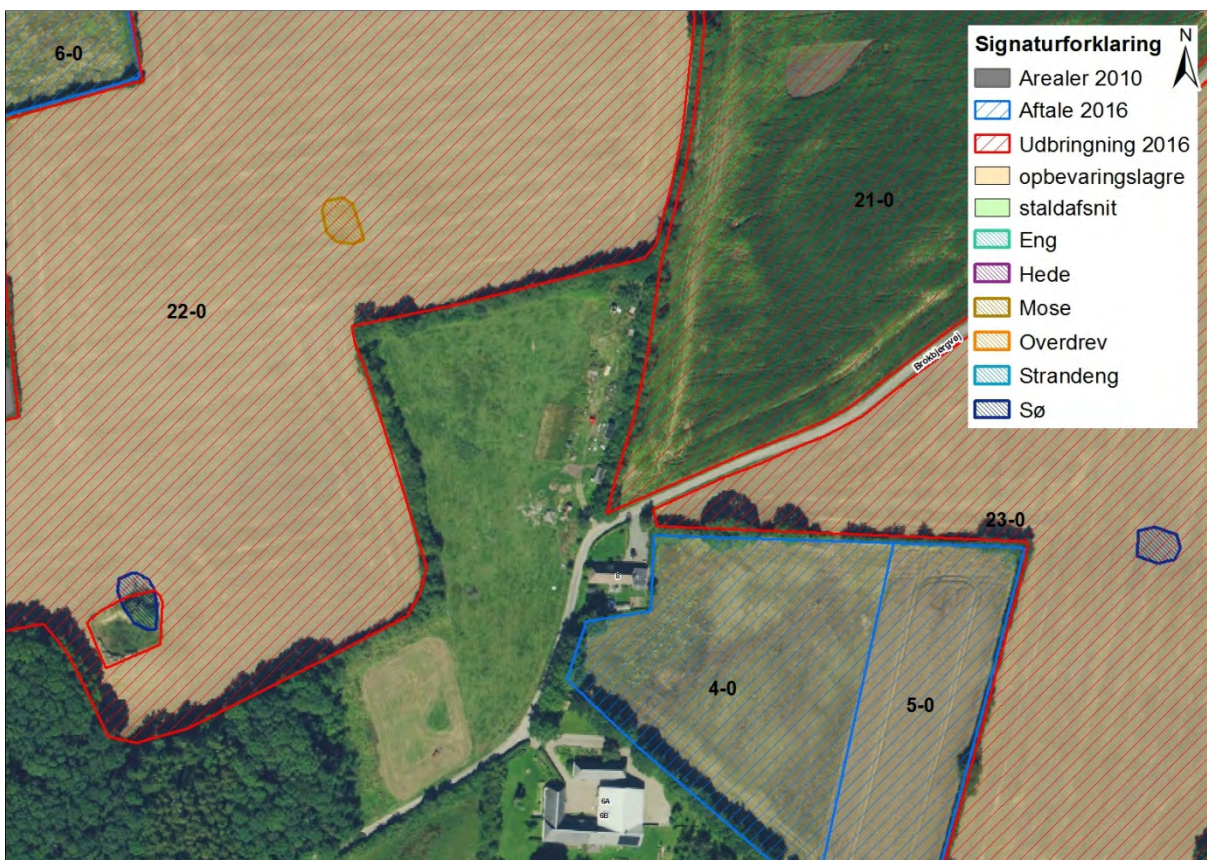 6-0
Signaturforklaring
N
Arealer 2010
Aftale 2016
Udbringning 2016
opbevaringslagre
staldafsnit
Eng
Hede
Mose
Overdrev
Strandeng
Sø
21-0
22-0
Brokbjergvej
23-0
4-0
5-0
6A
6B